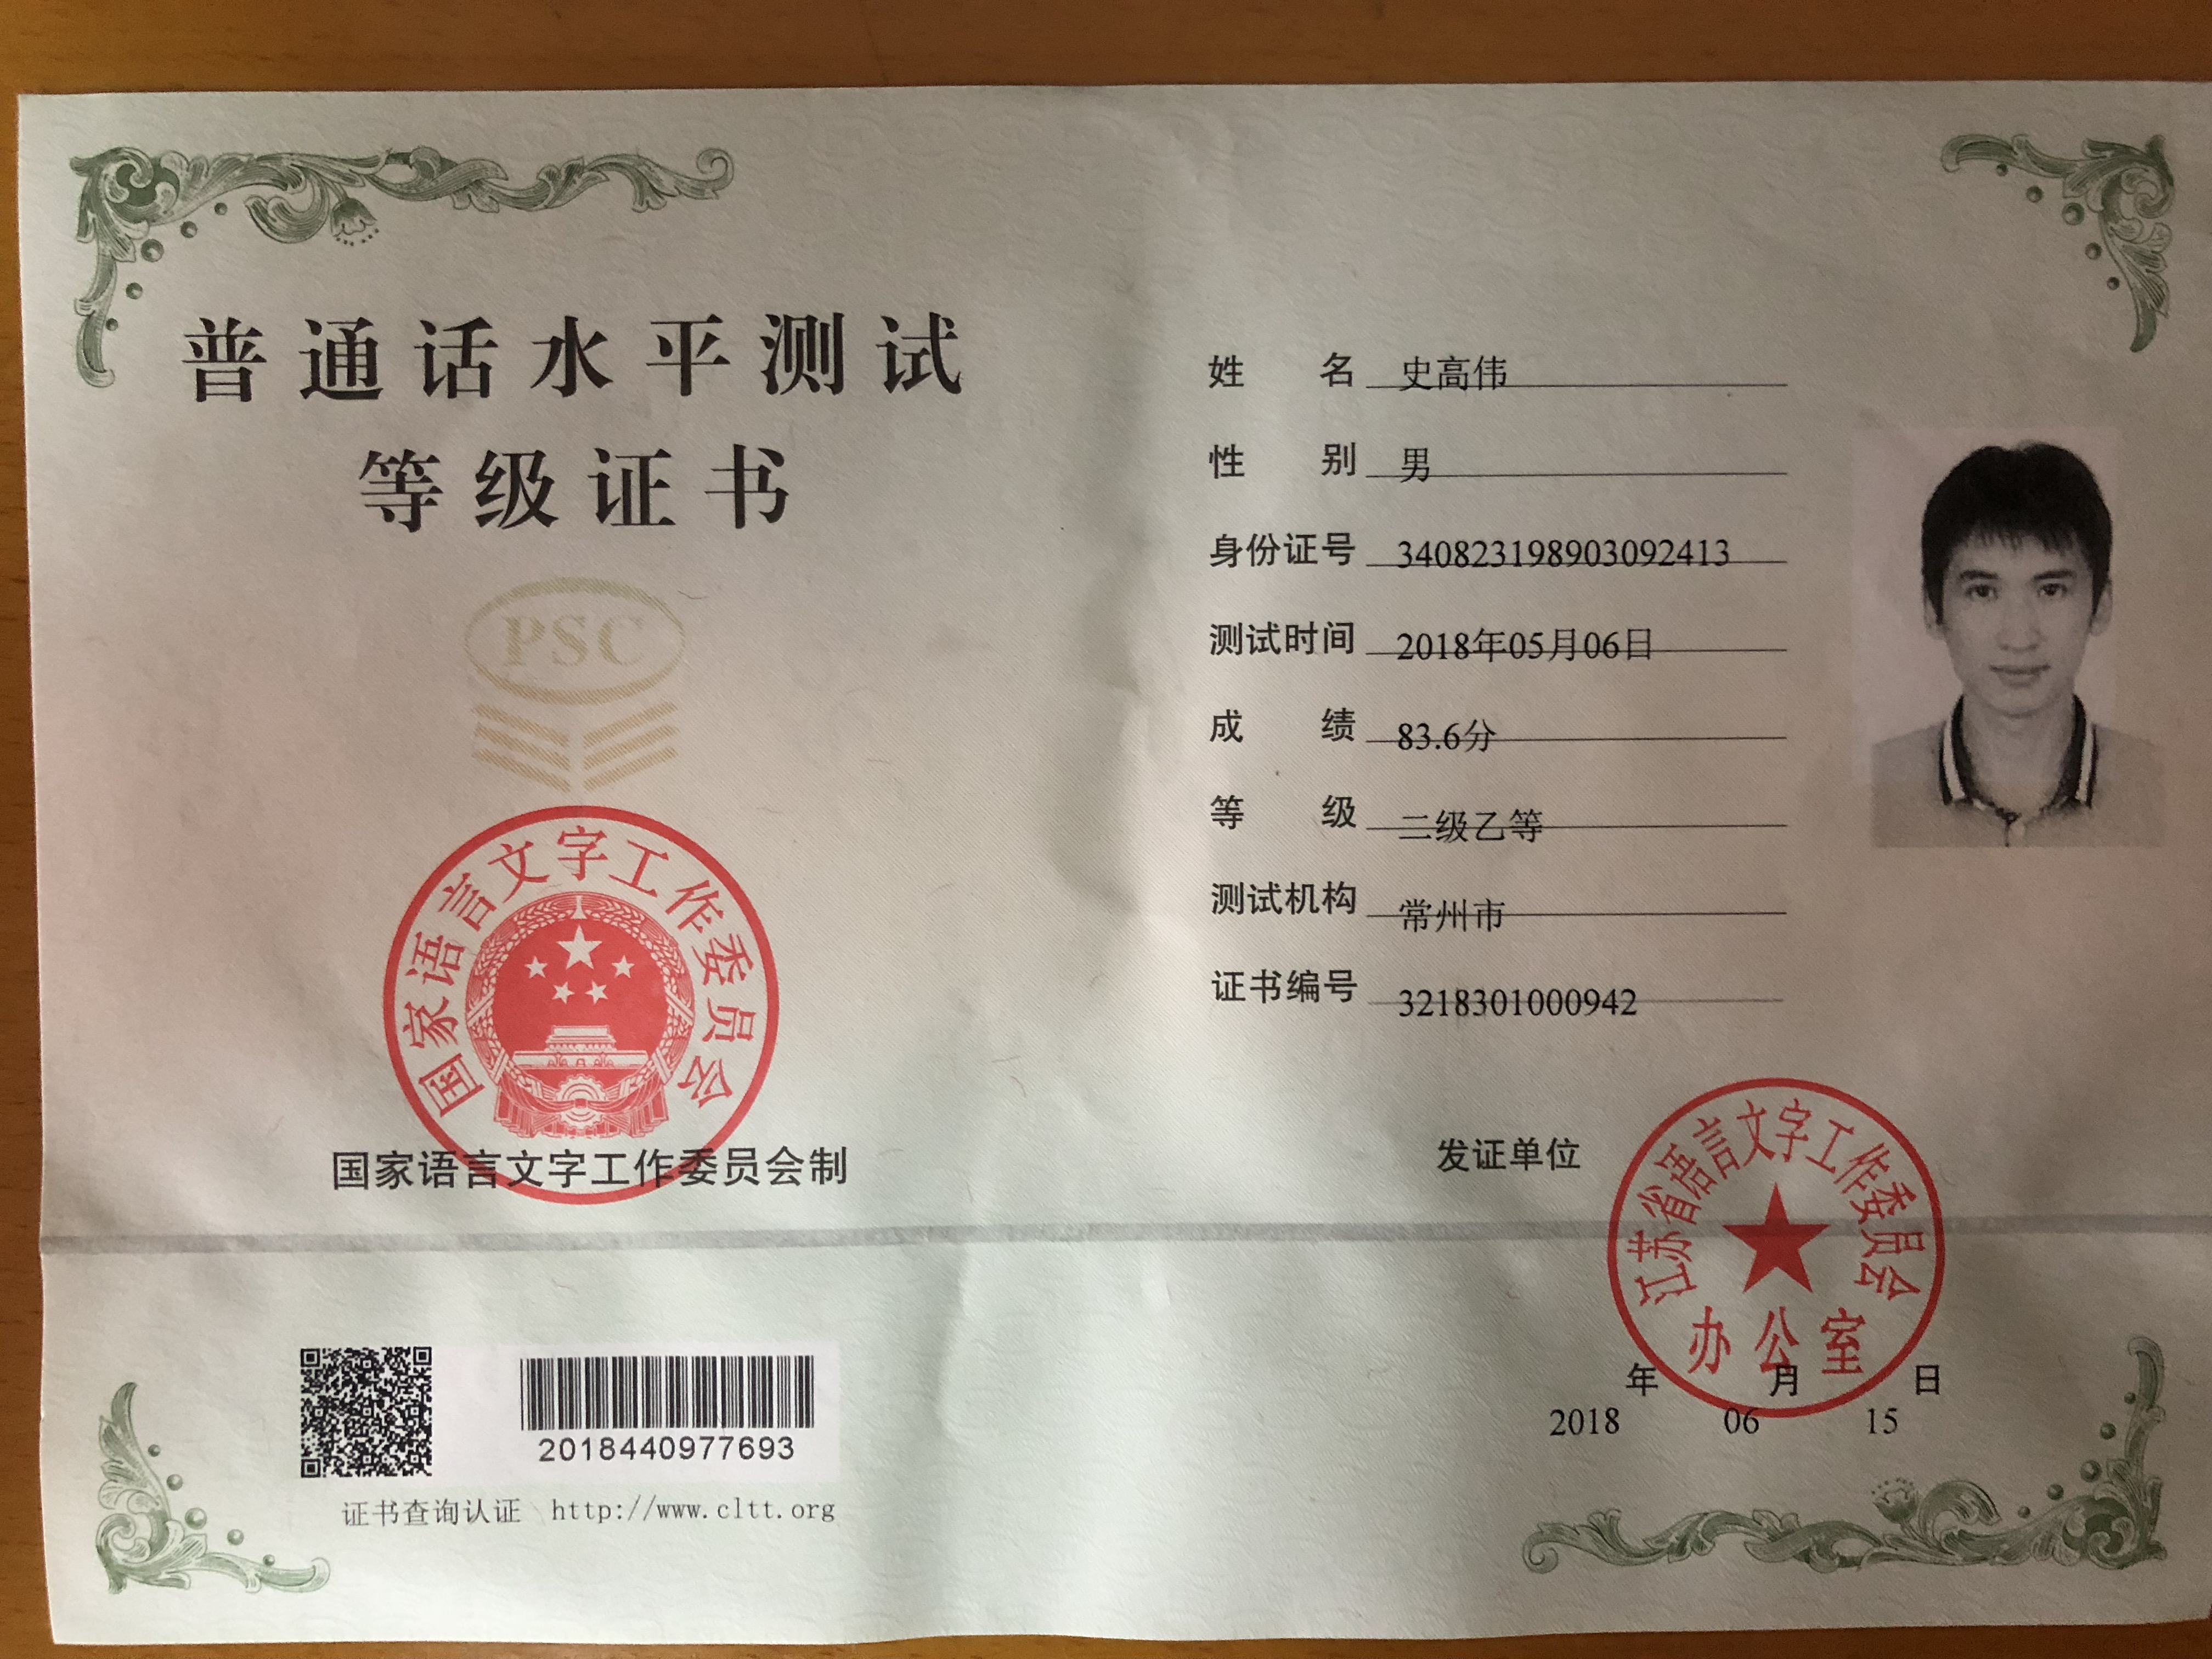 普通话水平测试
等级证书
PSC
国家语言文字工作委员会
国家语言文字工作委员会制
2018440977693
证书查询认证 http://www.cltt.org
姓名 史高伟
性别 男
身份证号 340823198903092413
测试时间 2018年05月06日
成绩 83.6分
等级 二级乙等
测试机构 常州市
证书编号 3218301000942
发证单位
江苏省语言文字工作委员会
办公室
年 月 日
2018 06 15